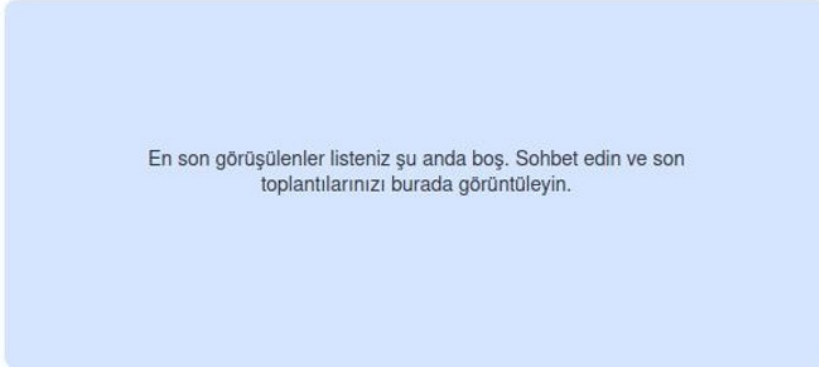 En son görüşülenler listeniz şu anda boş. Sohbet edin ve son
toplantılarınızı burada görüntüleyin.